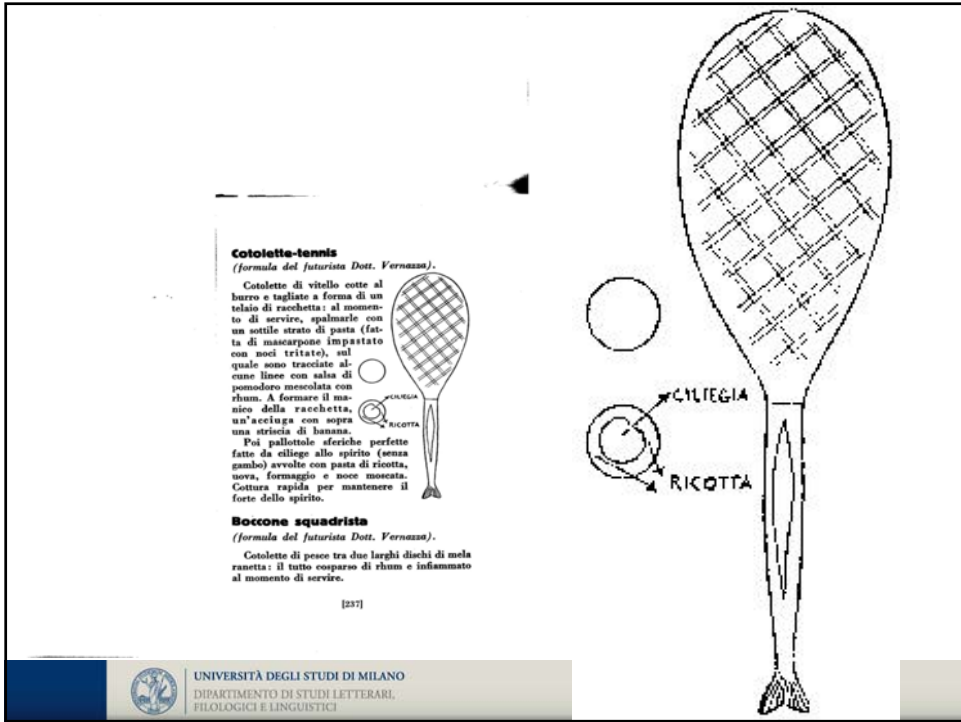 Cotolette-tennis
(formula del futurista Dott. Vernazza).
Cotolette di vitello cotte al
burro e tagliate a forma di un
telaio di racchetta: al momen-
to di servire, spalmarle con
un sottile strato di pasta (fat-
ta di mascarpone impastato
con noci tritate), sul
quale sono tracciate al-
cune linee con salsa di
pomodoro mescolata con
rhum. A formare il ma-
nico della racchetta,
un'acciuga con sopra
una striscia di banana.
Poi pallottole sferiche perfette
fatte da ciliege allo spirito (senza
gambo) avvolte con pasta di ricotta,
uova, formaggio e noce moscata.
Cottura rapida per mantenere il
forte dello spirito.
CILIEGIA
RICOTTA
Boccone squadrista
(formula del futurista Dott. Vernazza).
Cotolette di pesce tra due larghi dischi di mela
ranetta: il tutto cosparso di rhum e infiammato
al momento di servire.
[237]
CILIEGIA
RICOTTA
UNIVERSITÀ DEGLI STUDI DI MILANO
DIPARTIMENTO DI STUDI LETTERARI,
FILOLOGICI E LINGUISTICI